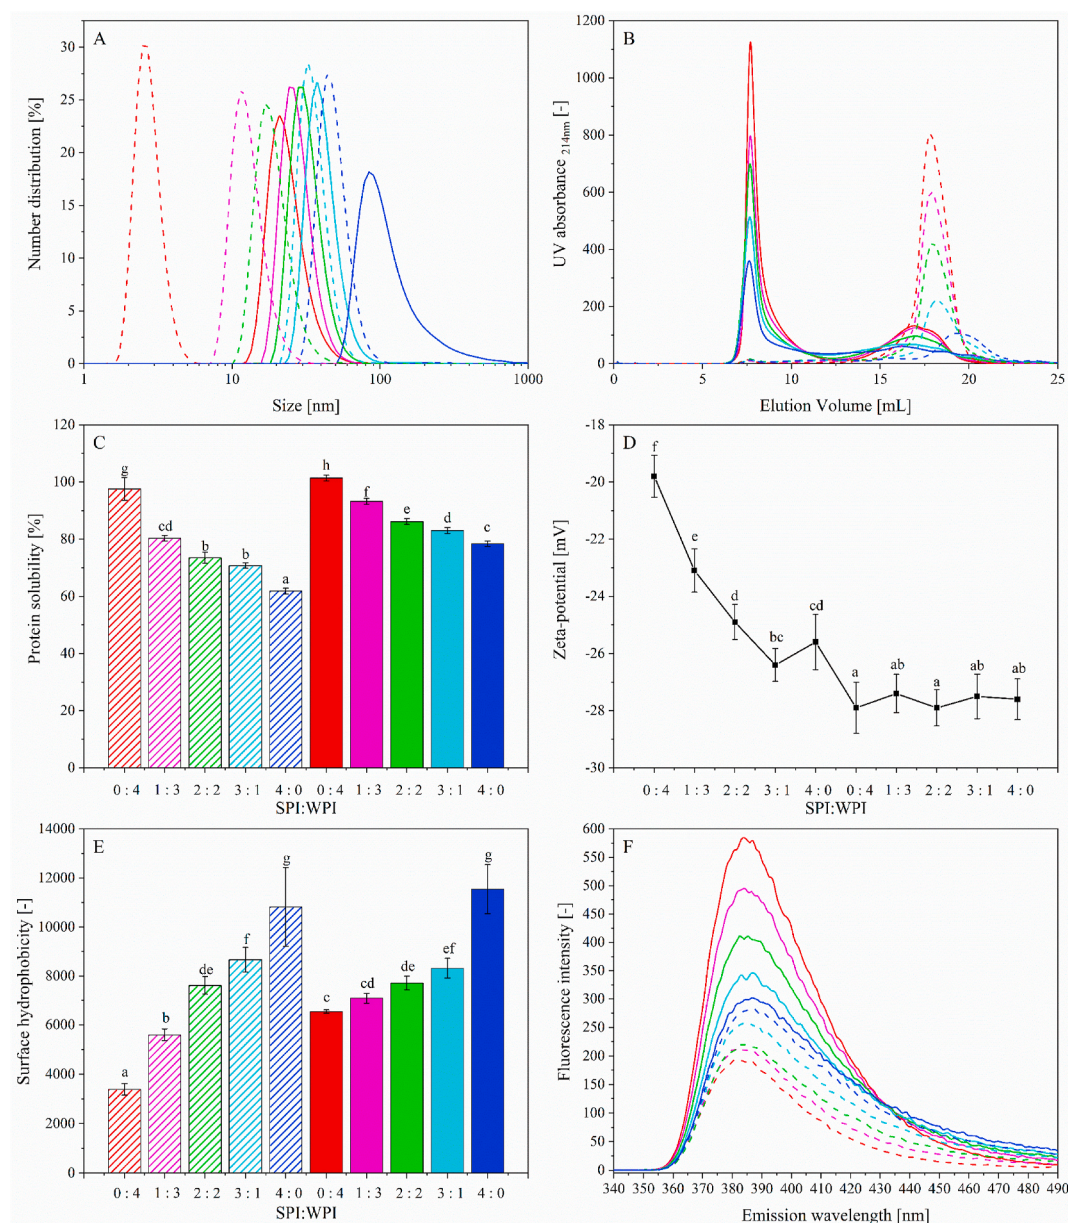 A
Number distribution [%]
30
25
20
15
10
5
0
1 10 100 1000
Size [nm]
B
UV absorbance 214nm [-]
1200
1000
800
600
400
200
0
0 5 10 15 20 25
Elution Volume [mL]
C
Protein solubility [%]
120
100
80
60
40
20
0
g cd b b a h f e d c
0 : 4 1 : 3 2 : 2 3 : 1 4 : 0 0 : 4 1 : 3 2 : 2 3 : 1 4 : 0
SPI:WPI
D
Zeta-potential [mV]
-18
-20
-22
-24
-26
-28
-30
f e d bc cd a ab a ab ab
0 : 4 1 : 3 2 : 2 3 : 1 4 : 0 0 : 4 1 : 3 2 : 2 3 : 1 4 : 0
SPI:WPI
E
Surface hydrophobicity [-]
14000
12000
10000
8000
6000
4000
2000
0
a b de f g c cd de ef g
0 : 4 1 : 3 2 : 2 3 : 1 4 : 0 0 : 4 1 : 3 2 : 2 3 : 1 4 : 0
SPI:WPI
F
Fluorescence intensity [-]
600
550
500
450
400
350
300
250
200
150
100
50
0
340 350 360 370 380 390 400 410 420 430 440 450 460 470 480 490
Emission wavelength [nm]